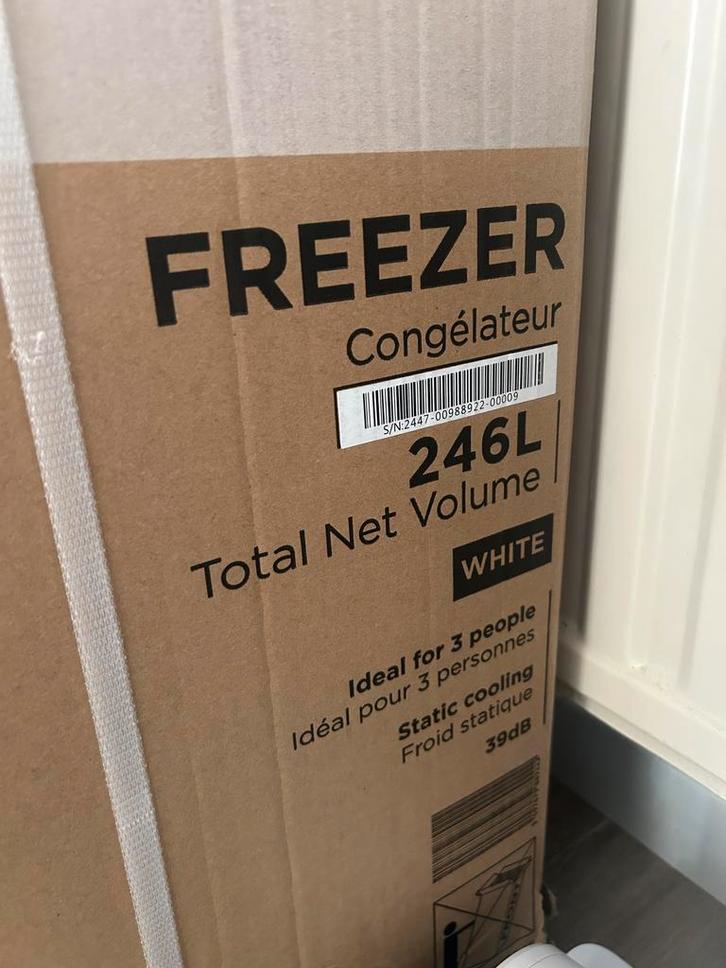 FREEZER
Congélateur
S/N:2447-00988922-00009
246L
Total Net Volume
WHITE
Ideal for 3 people
Idéal pour 3 personnes
Static cooling
Froid statique
39dB